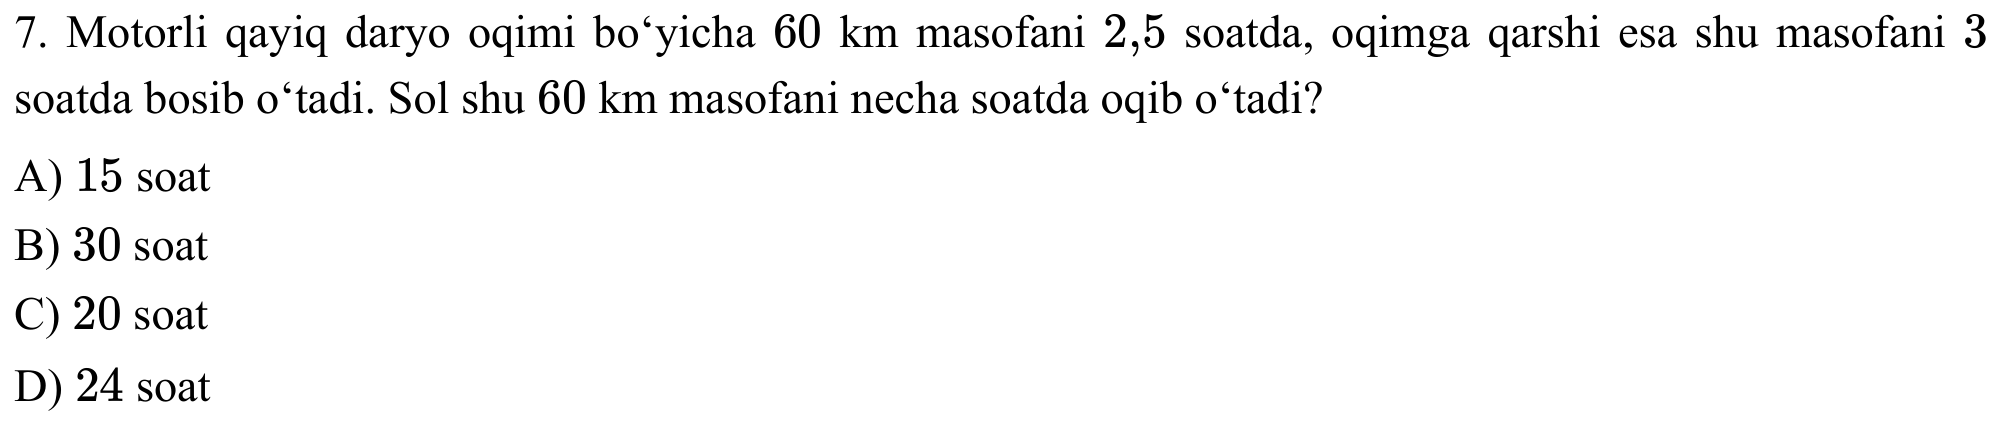 7. Motorli qayiq daryo oqimi bo‘yicha 60 km masofani 2,5 soatda, oqimga qarshi esa shu masofani 3
soatda bosib o‘tadi. Sol shu 60 km masofani necha soatda oqib o‘tadi?
A) 15 soat
B) 30 soat
C) 20 soat
D) 24 soat